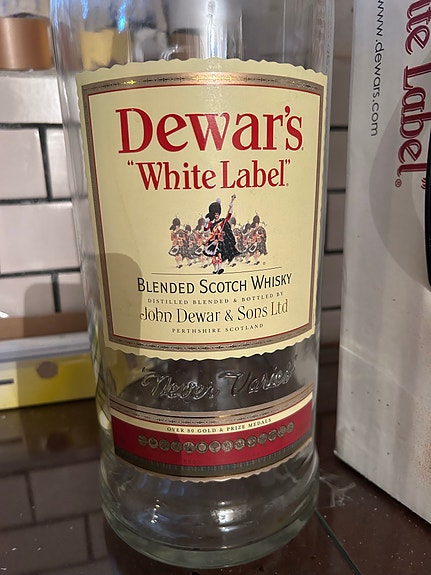 Dewar's
"White Label"®
BLENDED SCOTCH WHISKY
DISTILLED BLENDED & BOTTLED BY
John Dewar & Sons Ltd
PERTHSHIRE SCOTLAND
Never Varies
OVER 80 GOLD & PRIZE MEDALS
www.dewars.com
te Label"®